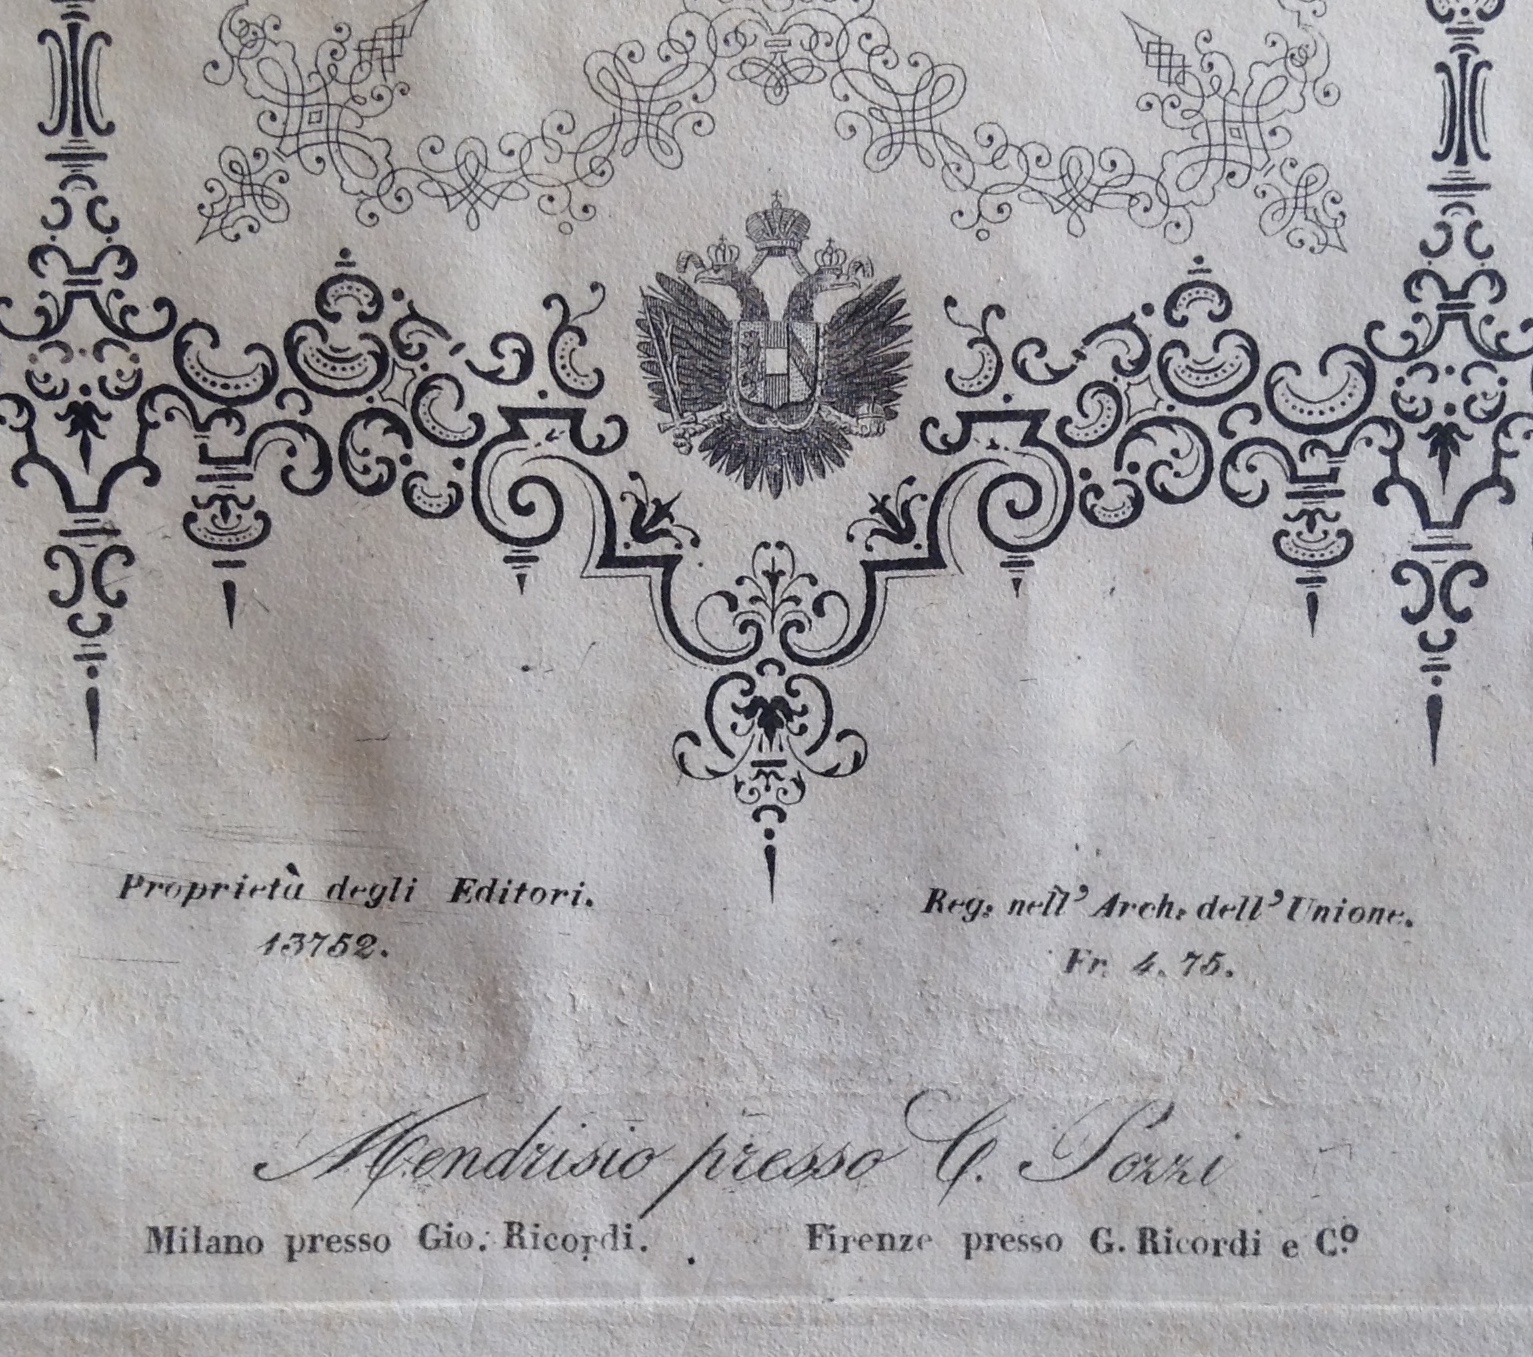 Proprietà degli Editori.
13752.
Reg: nell' Arch: dell' Unione.
Fr. 4. 75.
Mendrisio presso C. Pozzi
Milano presso Gio. Ricordi.
Firenze presso G. Ricordi e Cº.